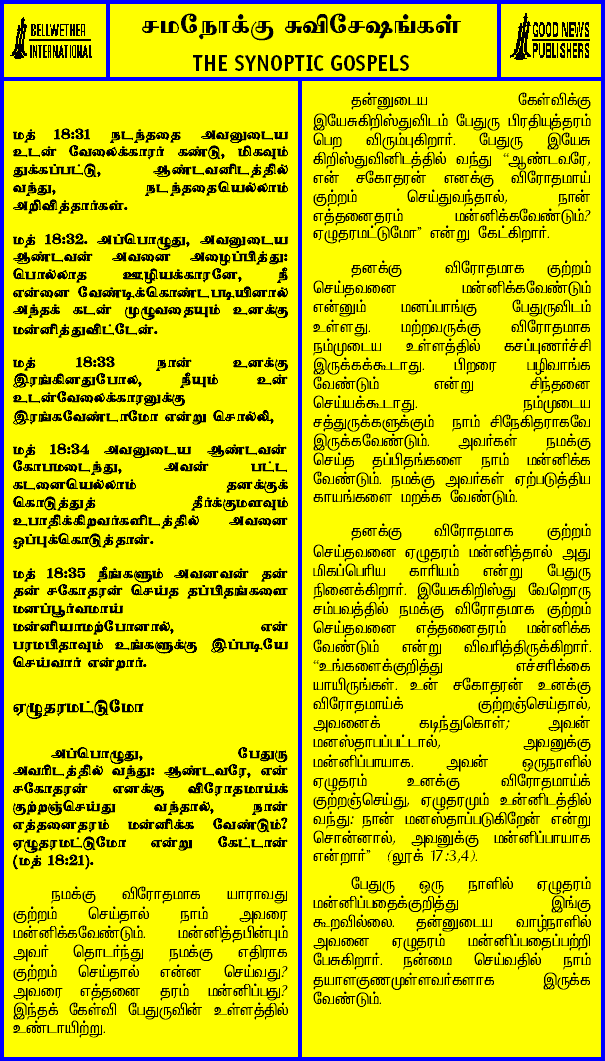 BELLWETHER
INTERNATIONAL
சமநோக்கு சுவிசேஷங்கள்
THE SYNOPTIC GOSPELS
GOOD NEWS
PUBLISHERS
மத் 18:31 நடந்ததை அவனுடைய
உடன் வேலைக்காரர் கண்டு, மிகவும்
துக்கப்பட்டு, ஆண்டவனிடத்தில்
வந்து, நடந்ததையெல்லாம்
அறிவித்தார்கள்.
மத் 18:32. அப்பொழுது, அவனுடைய
ஆண்டவன் அவனை அழைப்பித்து:
பொல்லாத ஊழியக்காரனே, நீ
என்னை வேண்டிக்கொண்டபடியினால்
அந்தக் கடன் முழுவதையும் உனக்கு
மன்னித்துவிட்டேன்.
மத் 18:33 நான் உனக்கு
இரங்கினதுபோல, நீயும் உன்
உடன்வேலைக்காரனுக்கு
இரங்கவேண்டாமோ என்று சொல்லி,
மத் 18:34 அவனுடைய ஆண்டவன்
கோபமடைந்து, அவன் பட்ட
கடனையெல்லாம் தனக்குக்
கொடுத்துத் தீர்க்குமளவும்
உபாதிக்கிறவர்களிடத்தில் அவனை
ஒப்புக்கொடுத்தான்.
மத் 18:35 நீங்களும் அவனவன் தன்
தன் சகோதரன் செய்த தப்பிதங்களை
மனப்பூர்வமாய்
மன்னியாமற்போனால், என்
பரமபிதாவும் உங்களுக்கு இப்படியே
செய்வார் என்றார்.
ஏழுதரமட்டுமோ
அப்பொழுது, பேதுரு
அவரிடத்தில் வந்து: ஆண்டவரே, என்
சகோதரன் எனக்கு விரோதமாய்க்
குற்றஞ்செய்து வந்தால், நான்
எத்தனைதரம் மன்னிக்க வேண்டும்?
ஏழுதரமட்டுமோ என்று கேட்டான்
(மத் 18:21).
நமக்கு விரோதமாக யாராவது
குற்றம் செய்தால் நாம் அவரை
மன்னிக்கவேண்டும். மன்னித்தபின்பும்
அவர் தொடர்ந்து நமக்கு எதிராக
குற்றம் செய்தால் என்ன செய்வது?
அவரை எத்தனை தரம் மன்னிப்பது?
இந்தக் கேள்வி பேதுருவின் உள்ளத்தில்
உண்டாயிற்று.
தன்னுடைய கேள்விக்கு
இயேசுகிறிஸ்துவிடம் பேதுரு பிரதியுத்தரம்
பெற விரும்புகிறார். பேதுரு இயேசு
கிறிஸ்துவினிடத்தில் வந்து “ஆண்டவரே,
என் சகோதரன் எனக்கு விரோதமாய்
குற்றம் செய்துவந்தால், நான்
எத்தனைதரம் மன்னிக்கவேண்டும்?
ஏழுதரமட்டுமோ” என்று கேட்கிறார்.
தனக்கு விரோதமாக குற்றம்
செய்தவனை மன்னிக்கவேண்டும்
என்னும் மனப்பாங்கு பேதுருவிடம்
உள்ளது. மற்றவருக்கு விரோதமாக
நம்முடைய உள்ளத்தில் கசப்புணர்ச்சி
இருக்கக்கூடாது. பிறரை பழிவாங்க
வேண்டும் என்று சிந்தனை
செய்யக்கூடாது. நம்முடைய
சத்துருக்களுக்கும் நாம் சிநேகிதராகவே
இருக்கவேண்டும். அவர்கள் நமக்கு
செய்த தப்பிதங்களை நாம் மன்னிக்க
வேண்டும். நமக்கு அவர்கள் ஏற்படுத்திய
காயங்களை மறக்க வேண்டும்.
தனக்கு விரோதமாக குற்றம்
செய்தவனை ஏழுதரம் மன்னித்தால் அது
மிகப்பெரிய காரியம் என்று பேதுரு
நினைக்கிறார். இயேசுகிறிஸ்து வேறொரு
சம்பவத்தில் நமக்கு விரோதமாக குற்றம்
செய்தவனை எத்தனைதரம் மன்னிக்க
வேண்டும் என்று விவரித்திருக்கிறார்.
“உங்களைக்குறித்து எச்சரிக்கை
யாயிருங்கள். உன் சகோதரன் உனக்கு
விரோதமாய்க் குற்றஞ்செய்தால்,
அவனைக் கடிந்துகொள்; அவன்
மனஸ்தாபப்பட்டால், அவனுக்கு
மன்னிப்பாயாக. அவன் ஒருநாளில்
ஏழுதரம் உனக்கு விரோதமாய்க்
குற்றஞ்செய்து, ஏழுதரமும் உன்னிடத்தில்
வந்து: நான் மனஸ்தாப்படுகிறேன் என்று
சொன்னால், அவனுக்கு மன்னிப்பாயாக
என்றார்” (லூக் 17:3,4).
பேதுரு ஒரு நாளில் ஏழுதரம்
மன்னிப்பதைக்குறித்து இங்கு
கூறவில்லை. தன்னுடைய வாழ்நாளில்
அவனை ஏழுதரம் மன்னிப்பதைப்பற்றி
பேசுகிறார். நன்மை செய்வதில் நாம்
தயாளகுணமுள்ளவர்களாக இருக்க
வேண்டும்.